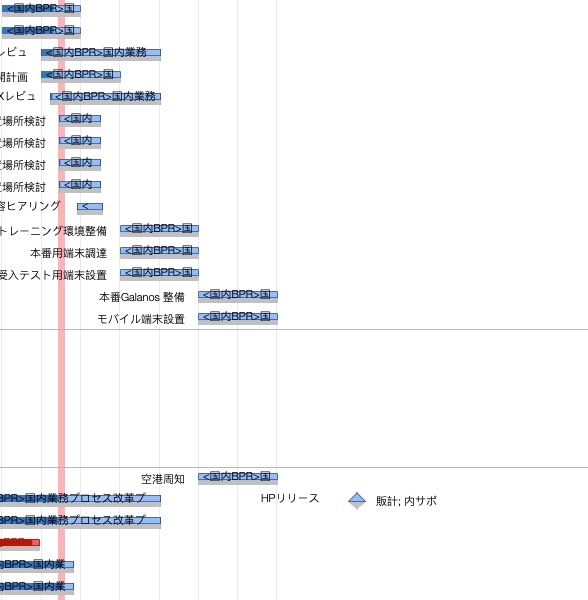 <国内BPR>国
<国内BPR>国
レビュ <国内BPR>国内業務
開計画 <国内BPR>国
Xレビュ <国内BPR>国内業務
場所検討 <国内
場所検討 <国内
場所検討 <国内
場所検討 <国内
容ヒアリング <
トレーニング環境整備 <国内BPR>国
本番用端末調達 <国内BPR>国
受入テスト用端末設置 <国内BPR>国
本番Galanos 整備 <国内BPR>国
モバイル端末設置 <国内BPR>国
空港周知 <国内BPR>国
BPR>国内業務プロセス改革プ HPリリース 販計; 内サポ
BPR>国内業務プロセス改革プ
内BPR>国内業
内BPR>国内業